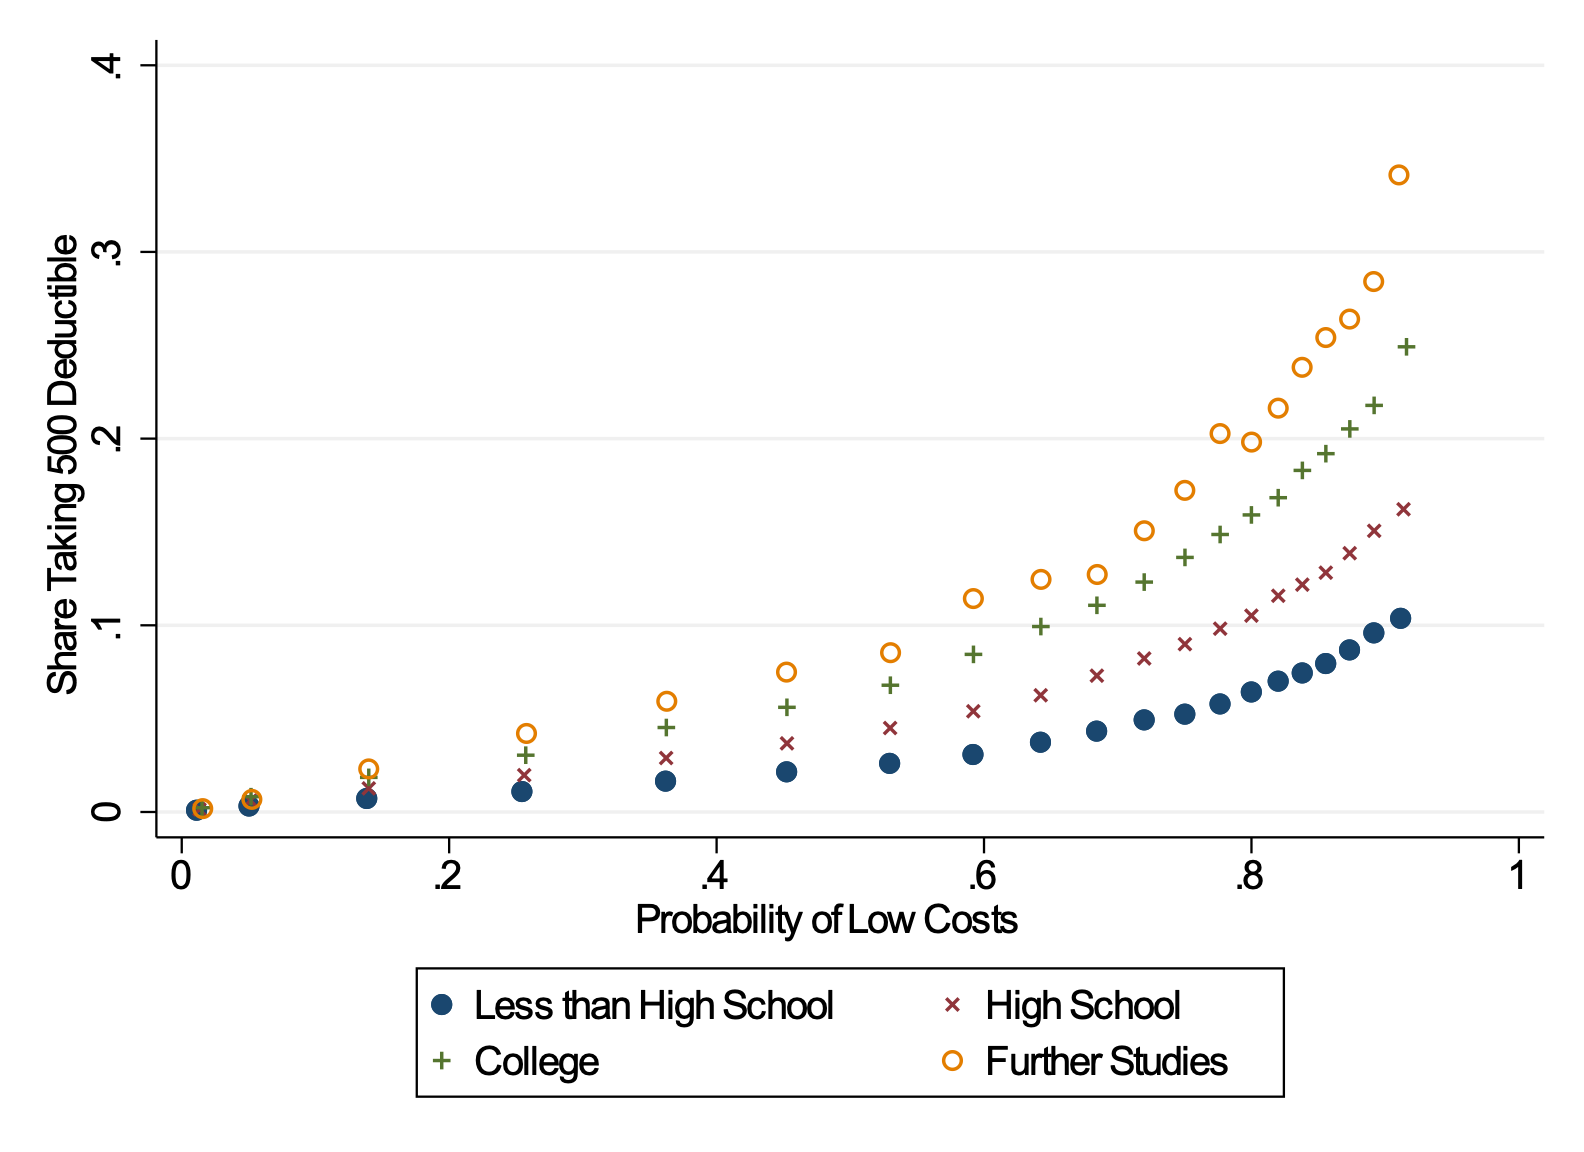 .4
.3
.2
.1
0
Share Taking 500 Deductible
0 .2 .4 .6 .8 1
Probability of Low Costs
Less than High School High School
College Further Studies